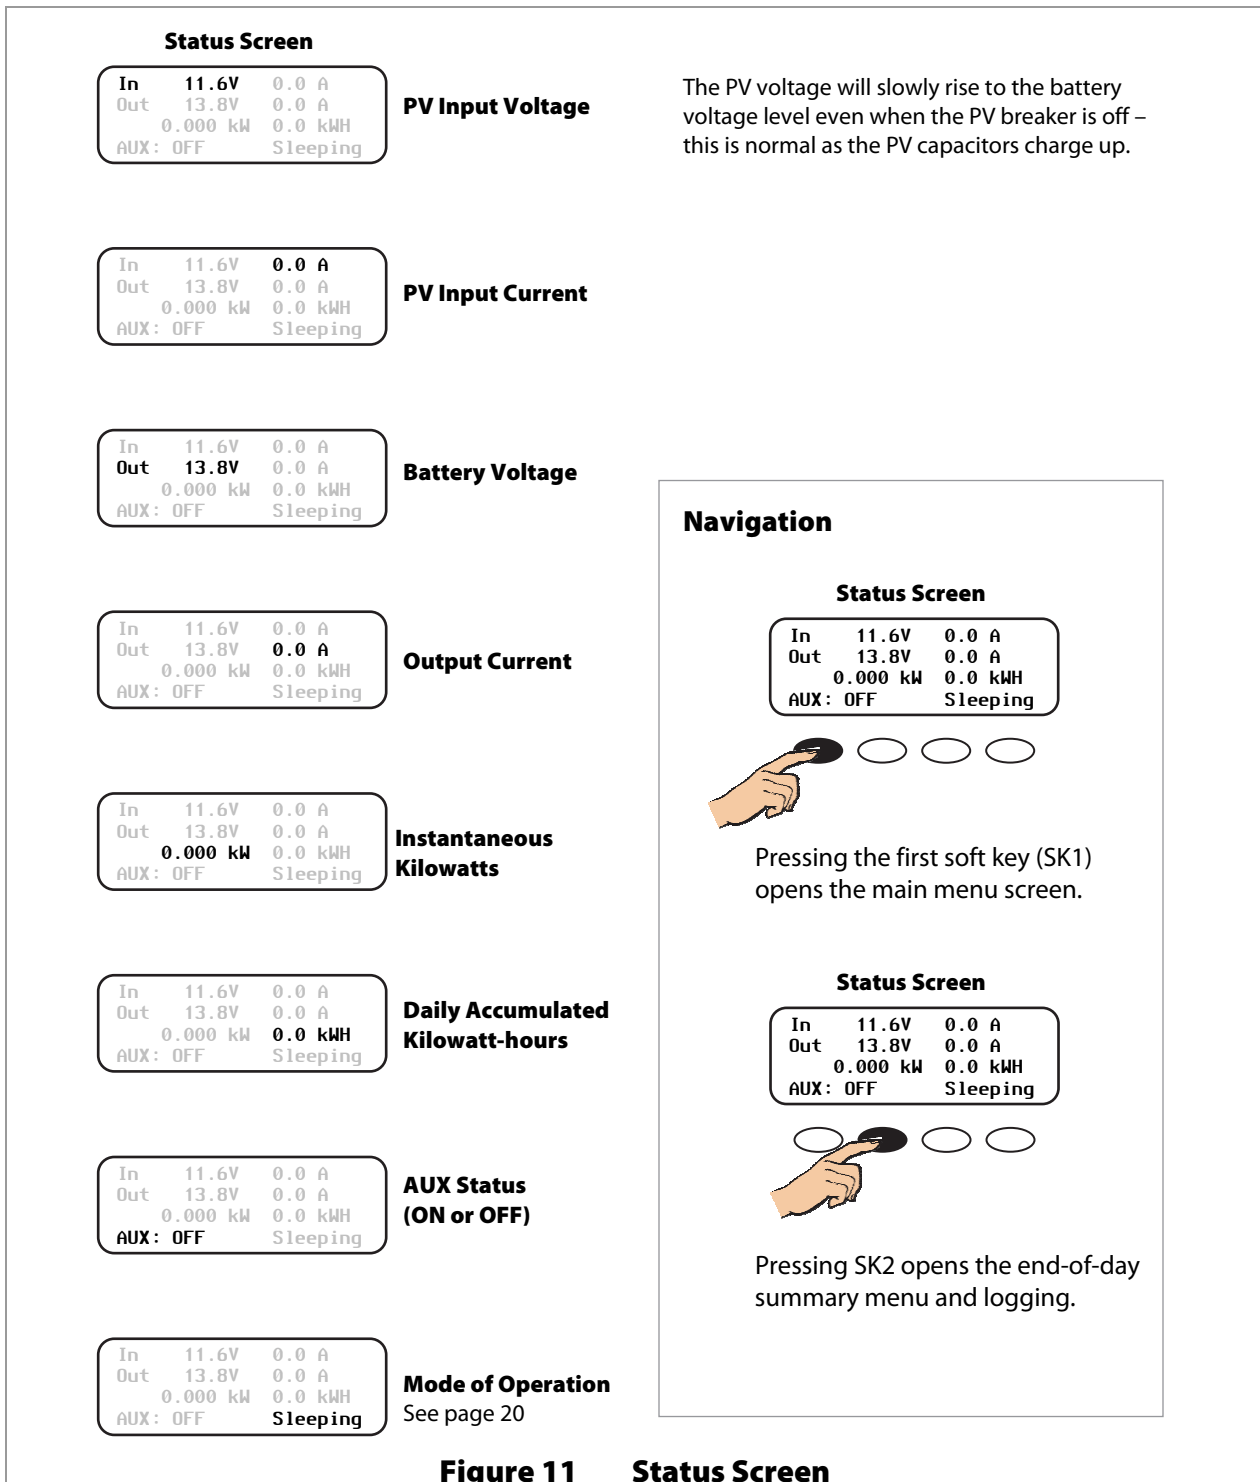 Status Screen
In 11.6V 0.0 A
Out 13.8V 0.0 A
0.000 kW 0.0 kWH
AUX: OFF Sleeping
PV Input Voltage
The PV voltage will slowly rise to the battery
voltage level even when the PV breaker is off –
this is normal as the PV capacitors charge up.
In 11.6V 0.0 A
Out 13.8V 0.0 A
0.000 kW 0.0 kWH
AUX: OFF Sleeping
PV Input Current
In 11.6V 0.0 A
Out 13.8V 0.0 A
0.000 kW 0.0 kWH
AUX: OFF Sleeping
Battery Voltage
In 11.6V 0.0 A
Out 13.8V 0.0 A
0.000 kW 0.0 kWH
AUX: OFF Sleeping
Output Current
In 11.6V 0.0 A
Out 13.8V 0.0 A
0.000 kW 0.0 kWH
AUX: OFF Sleeping
Instantaneous
Kilowatts
In 11.6V 0.0 A
Out 13.8V 0.0 A
0.000 kW 0.0 kWH
AUX: OFF Sleeping
Daily Accumulated
Kilowatt-hours
In 11.6V 0.0 A
Out 13.8V 0.0 A
0.000 kW 0.0 kWH
AUX: OFF Sleeping
AUX Status
(ON or OFF)
In 11.6V 0.0 A
Out 13.8V 0.0 A
0.000 kW 0.0 kWH
AUX: OFF Sleeping
Mode of Operation
See page 20
Navigation
Status Screen
In 11.6V 0.0 A
Out 13.8V 0.0 A
0.000 kW 0.0 kWH
AUX: OFF Sleeping
Pressing the first soft key (SK1)
opens the main menu screen.
Status Screen
In 11.6V 0.0 A
Out 13.8V 0.0 A
0.000 kW 0.0 kWH
AUX: OFF Sleeping
Pressing SK2 opens the end-of-day
summary menu and logging.
Figure 11 Status Screen